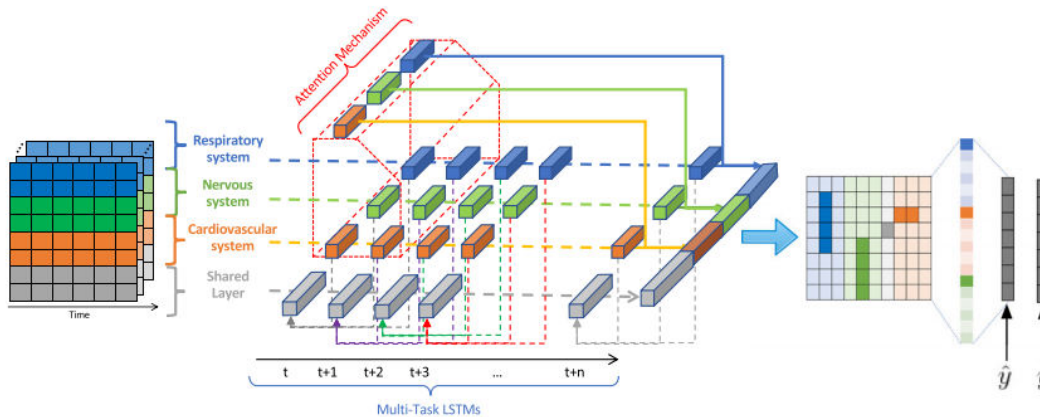 Attention Mechanism
Respiratory
system
Nervous
system
Cardiovascular
system
Shared
Layer
Time
t t+1 t+2 t+3 ... t+n
Multi-Task LSTMs
ŷ